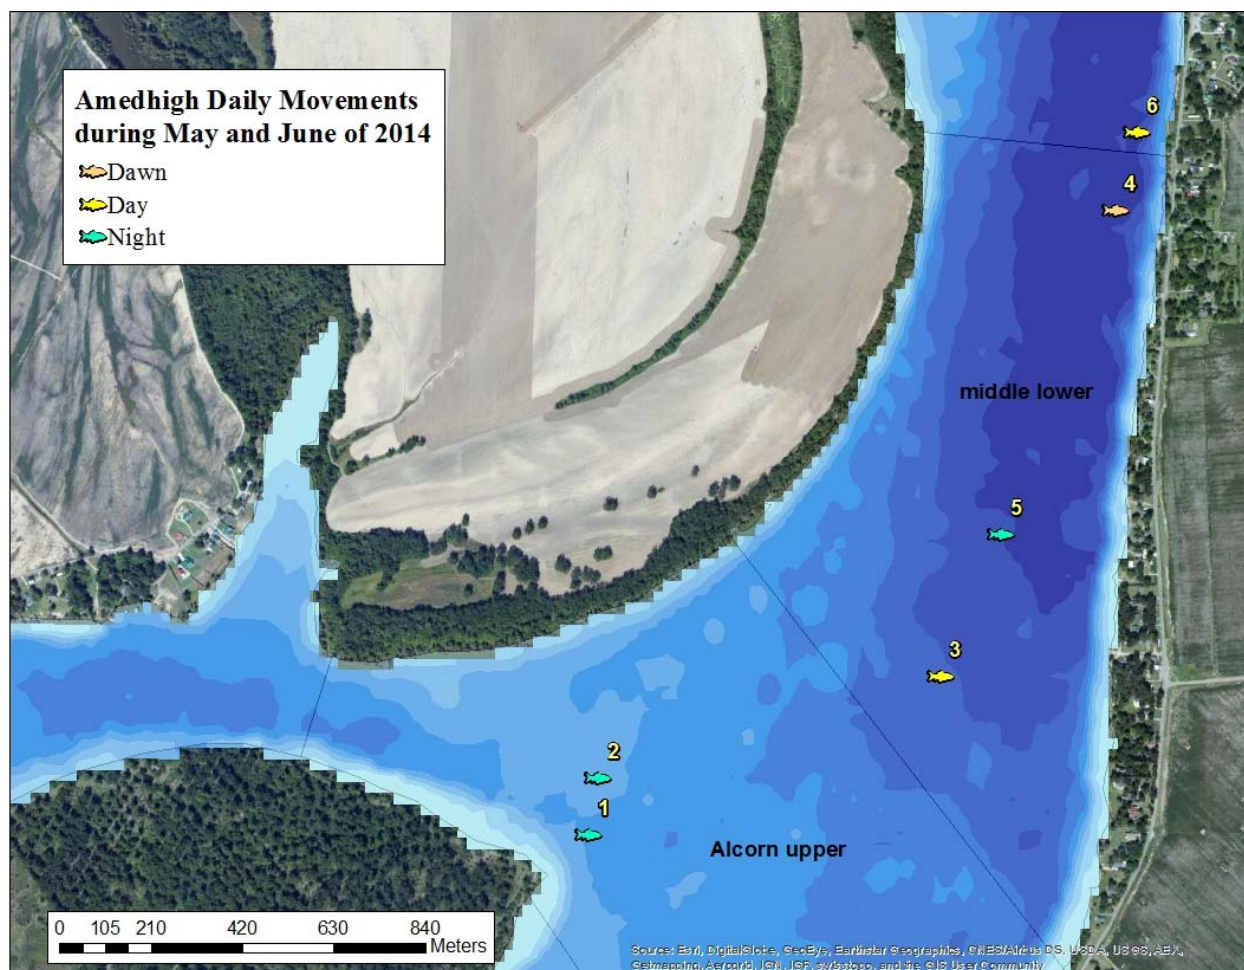 Amedhigh Daily Movements
during May and June of 2014
Dawn
Day
Night
6
4
middle lower
5
3
2
1
Alcorn upper
0 105 210 420 630 840
Meters
Source: Esri, DigitalGlobe, GeoEye, Earthstar Geographics, CNES/Airbus DS, USDA, USGS, AEX,
Getmapping, Aerogrid, IGN, IGP, swisstopo, and the GIS User Community